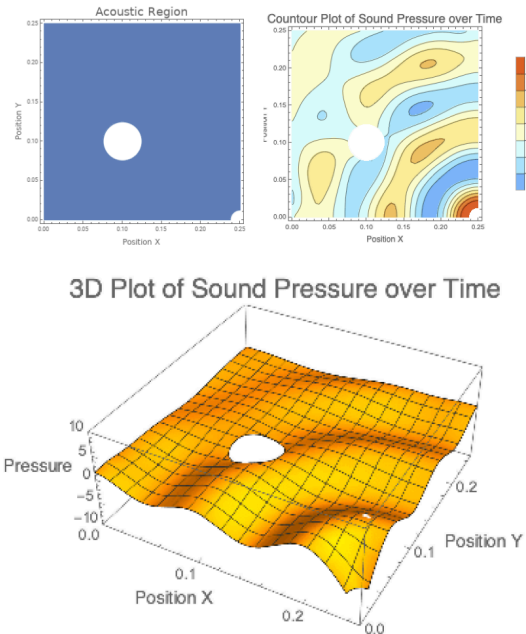 Acoustic Region
Position Y
0.25
0.20
0.15
0.10
0.05
0.00
0.00 0.05 0.10 0.15 0.20 0.25
Position X
Countour Plot of Sound Pressure over Time
0.25
0.20
0.15
0.10
0.05
0.00
0.00 0.05 0.10 0.15 0.20 0.25
Position X
3D Plot of Sound Pressure over Time
10
5
0
−5
−10
Pressure
0.0
0.1
0.2
Position X
0.0
0.1
0.2
Position Y